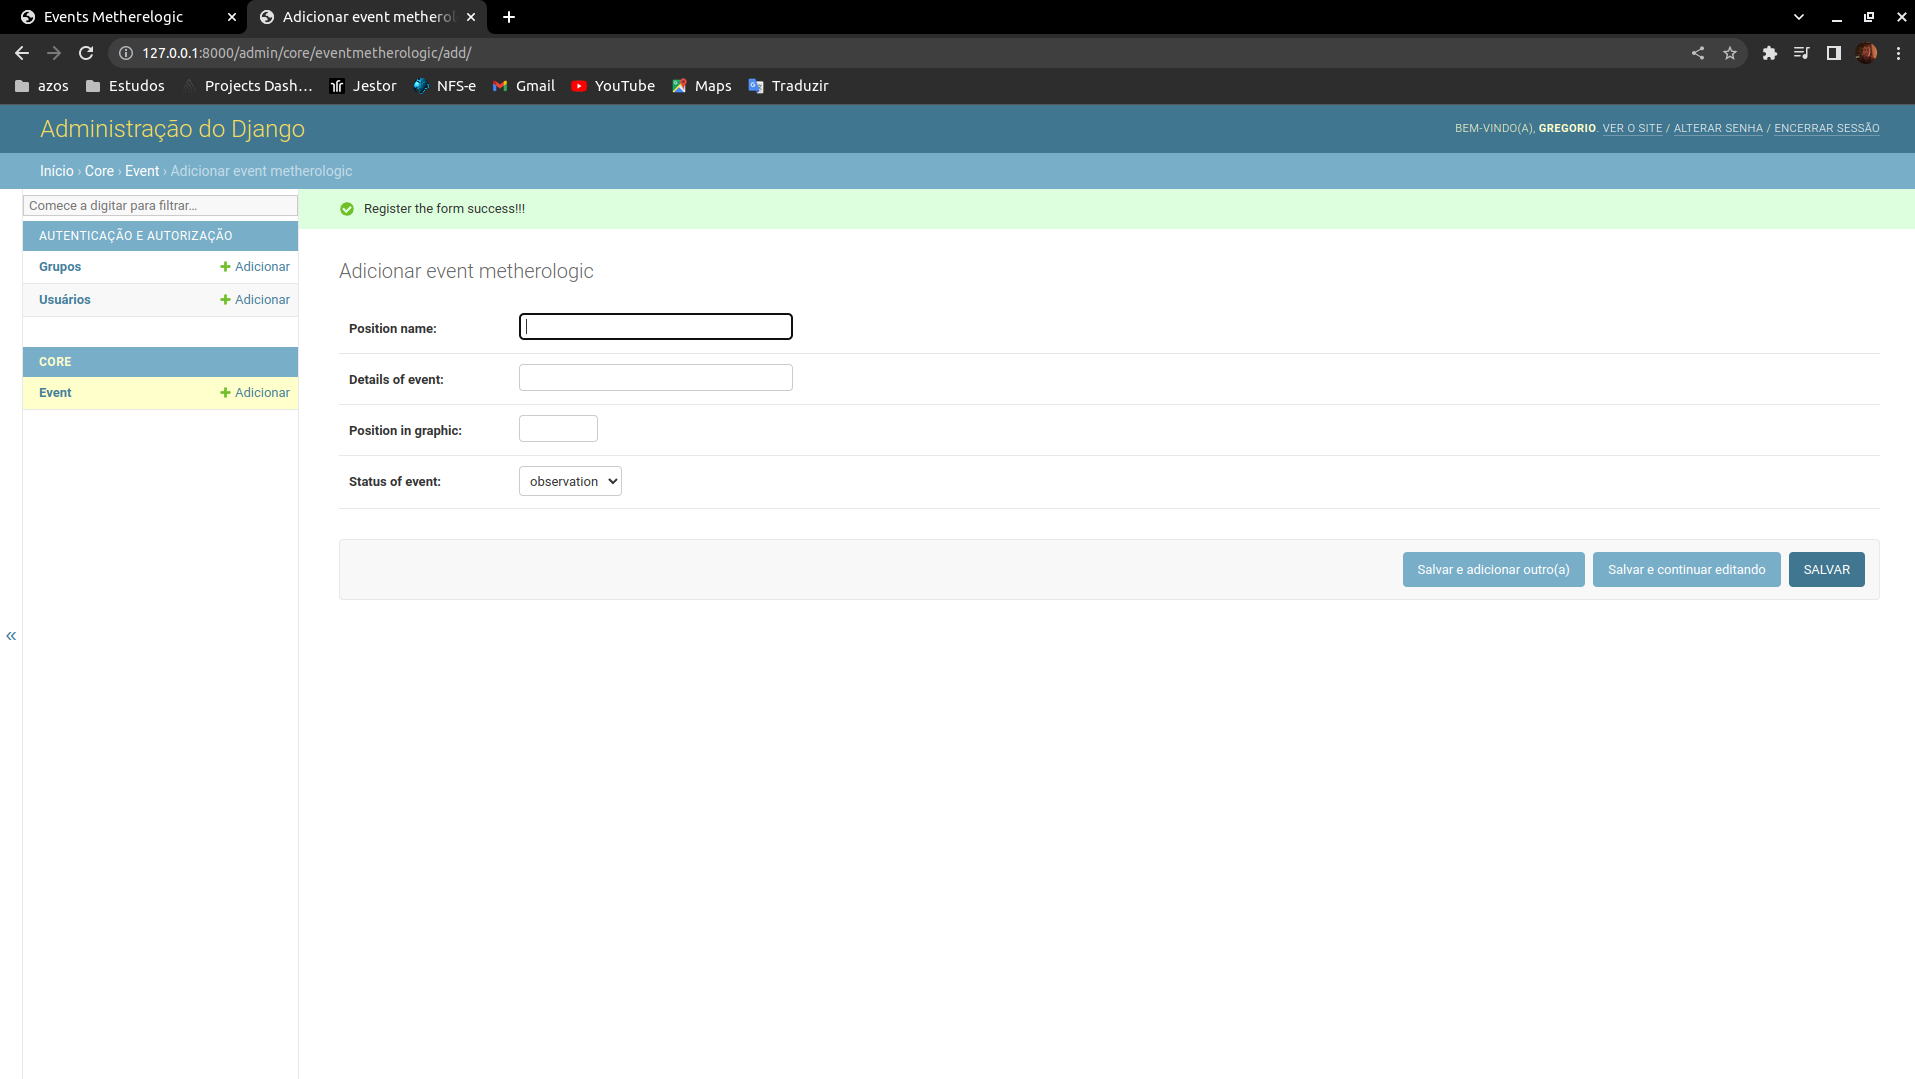 Events Metherelogic
Adicionar event metherol
127.0.0.1:8000/admin/core/eventmetherologic/add/
azos Estudos Projects Dash... Jestor NFS-e Gmail YouTube Maps Traduzir
Administração do Django
BEM-VINDO(A), GREGORIO. VER O SITE / ALTERAR SENHA / ENCERRAR SESSÃO
Início › Core › Event › Adicionar event metherologic
Comece a digitar para filtrar...
AUTENTICAÇÃO E AUTORIZAÇÃO
Grupos + Adicionar
Usuários + Adicionar
CORE
Event + Adicionar
«
Register the form success!!!
Adicionar event metherologic
Position name:
Details of event:
Position in graphic:
Status of event: observation
Salvar e adicionar outro(a) Salvar e continuar editando SALVAR